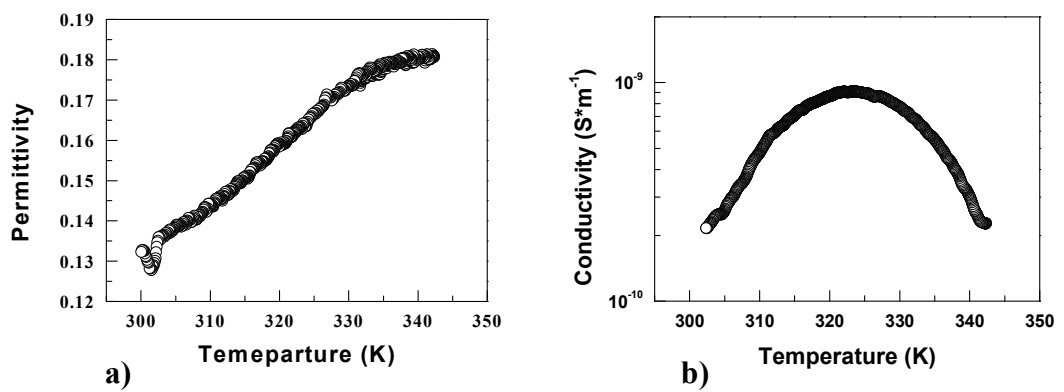 0.19
0.18
0.17
0.16
0.15
0.14
0.13
0.12
Permittivity
300 310 320 330 340 350
Temeparture (K)
a)
10⁻⁹
10⁻¹⁰
Conductivity (S*m⁻¹)
300 310 320 330 340 350
Temperature (K)
b)